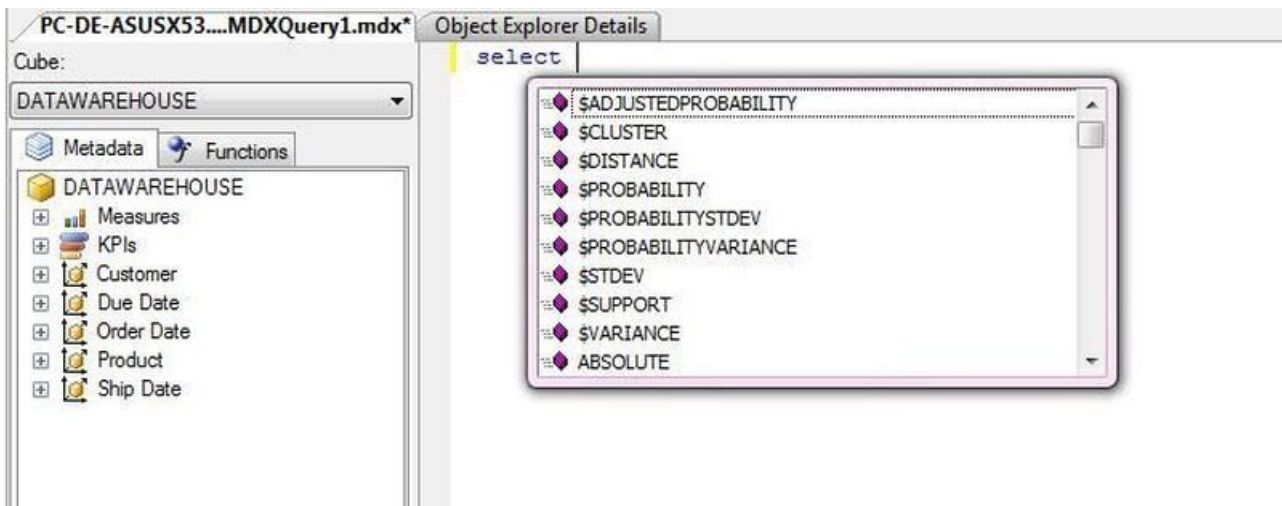 PC-DE-ASUSX53....MDXQuery1.mdx*
Object Explorer Details
Cube:
DATAWAREHOUSE
Metadata
Functions
DATAWAREHOUSE
Measures
KPIs
Customer
Due Date
Order Date
Product
Ship Date
select
$ADJUSTEDPROBABILITY
$CLUSTER
$DISTANCE
$PROBABILITY
$PROBABILITYSTDEV
$PROBABILITYVARIANCE
$STDEV
$SUPPORT
$VARIANCE
ABSOLUTE